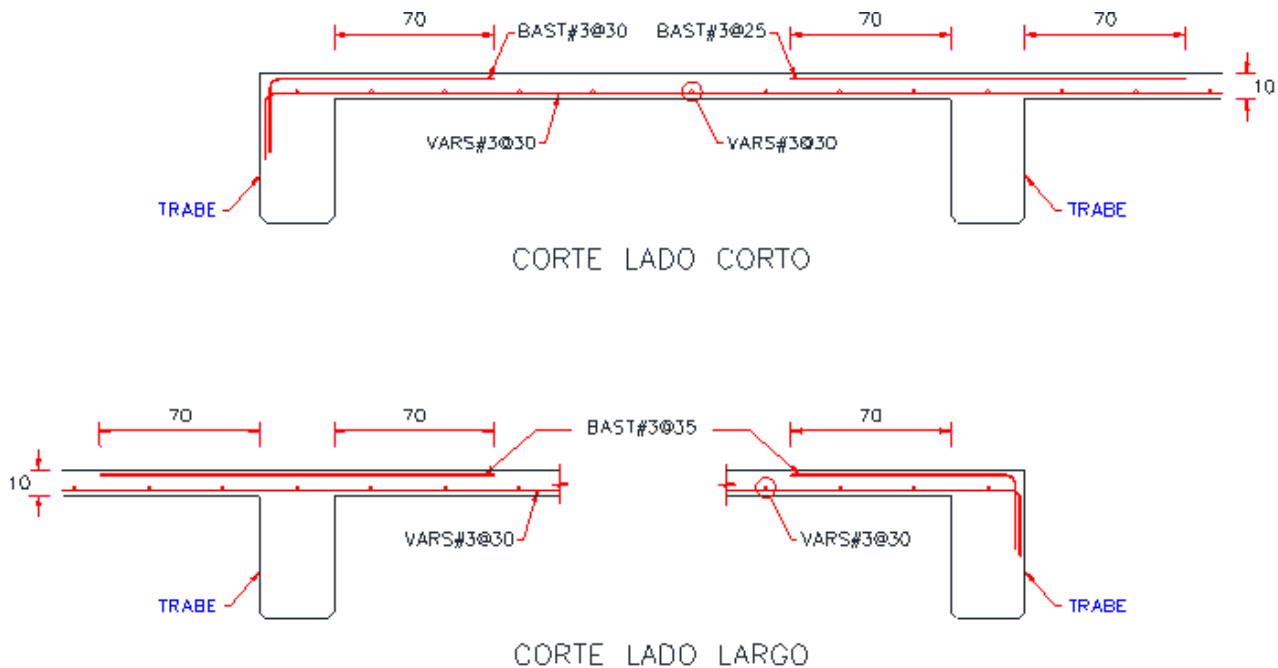 70 70 70
BAST#3@30 BAST#3@25
10
VARS#3@30 VARS#3@30
TRABE TRABE
CORTE LADO CORTO
70 70 70
BAST#3@35
10
VARS#3@30 VARS#3@30
TRABE TRABE
CORTE LADO LARGO